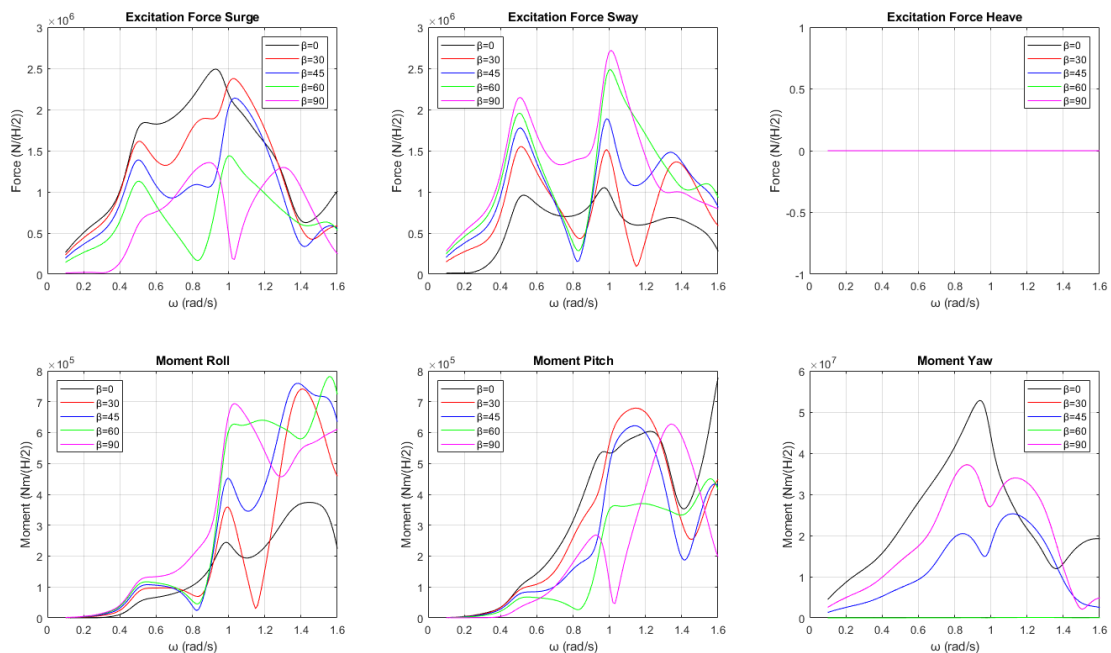 Excitation Force Surge
×10⁶
3
2.5
2
1.5
1
0.5
0
Force (N/(H/2))
0 0.2 0.4 0.6 0.8 1 1.2 1.4 1.6
ω (rad/s)
β=0
β=30
β=45
β=60
β=90
Excitation Force Sway
×10⁶
3
2.5
2
1.5
1
0.5
0
Force (N/(H/2))
0 0.2 0.4 0.6 0.8 1 1.2 1.4 1.6
ω (rad/s)
β=0
β=30
β=45
β=60
β=90
Excitation Force Heave
1
0.5
0
-0.5
-1
Force (N/(H/2))
0 0.2 0.4 0.6 0.8 1 1.2 1.4 1.6
ω (rad/s)
β=0
β=30
β=45
β=60
β=90
Moment Roll
×10⁵
8
7
6
5
4
3
2
1
0
Moment (Nm/(H/2))
0 0.2 0.4 0.6 0.8 1 1.2 1.4 1.6
ω (rad/s)
β=0
β=30
β=45
β=60
β=90
Moment Pitch
×10⁵
8
7
6
5
4
3
2
1
0
Moment (Nm/(H/2))
0 0.2 0.4 0.6 0.8 1 1.2 1.4 1.6
ω (rad/s)
β=0
β=30
β=45
β=60
β=90
Moment Yaw
×10⁷
6
5
4
3
2
1
0
Moment (Nm/(H/2))
0 0.2 0.4 0.6 0.8 1 1.2 1.4 1.6
ω (rad/s)
β=0
β=30
β=45
β=60
β=90